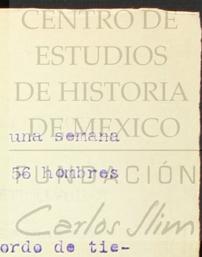 CENTRO DE
ESTUDIOS
DE HISTORIA
DE MEXICO
una semana
56 hombres
FUNDACIÓN
Carlos Slim
ordo de tie-